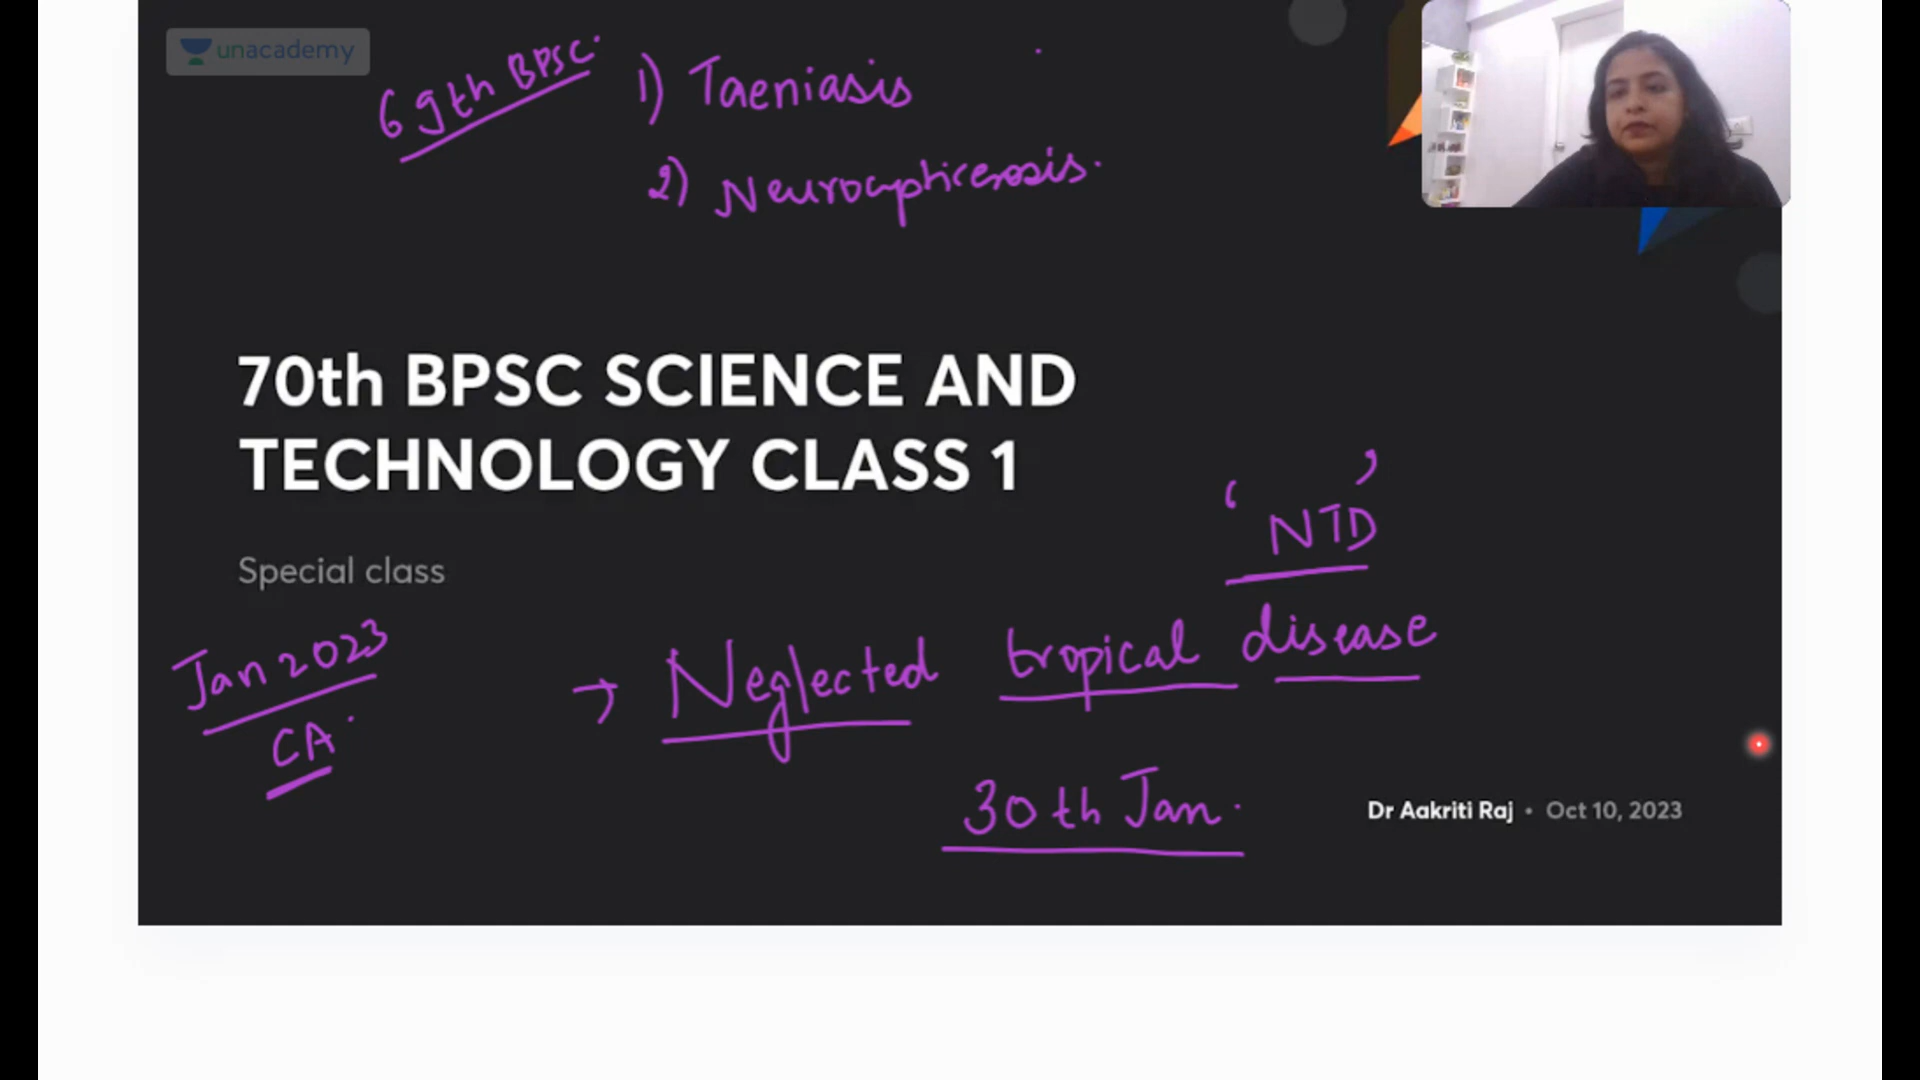 unacademy
69th BPSC.
1) Taeniasis
2) Neurocypticerosis.
70th BPSC SCIENCE AND
TECHNOLOGY CLASS 1
Special class
' NTD '
Jan 2023
CA.
→ Neglected tropical disease
30th Jan.
Dr Aakriti Raj • Oct 10, 2023